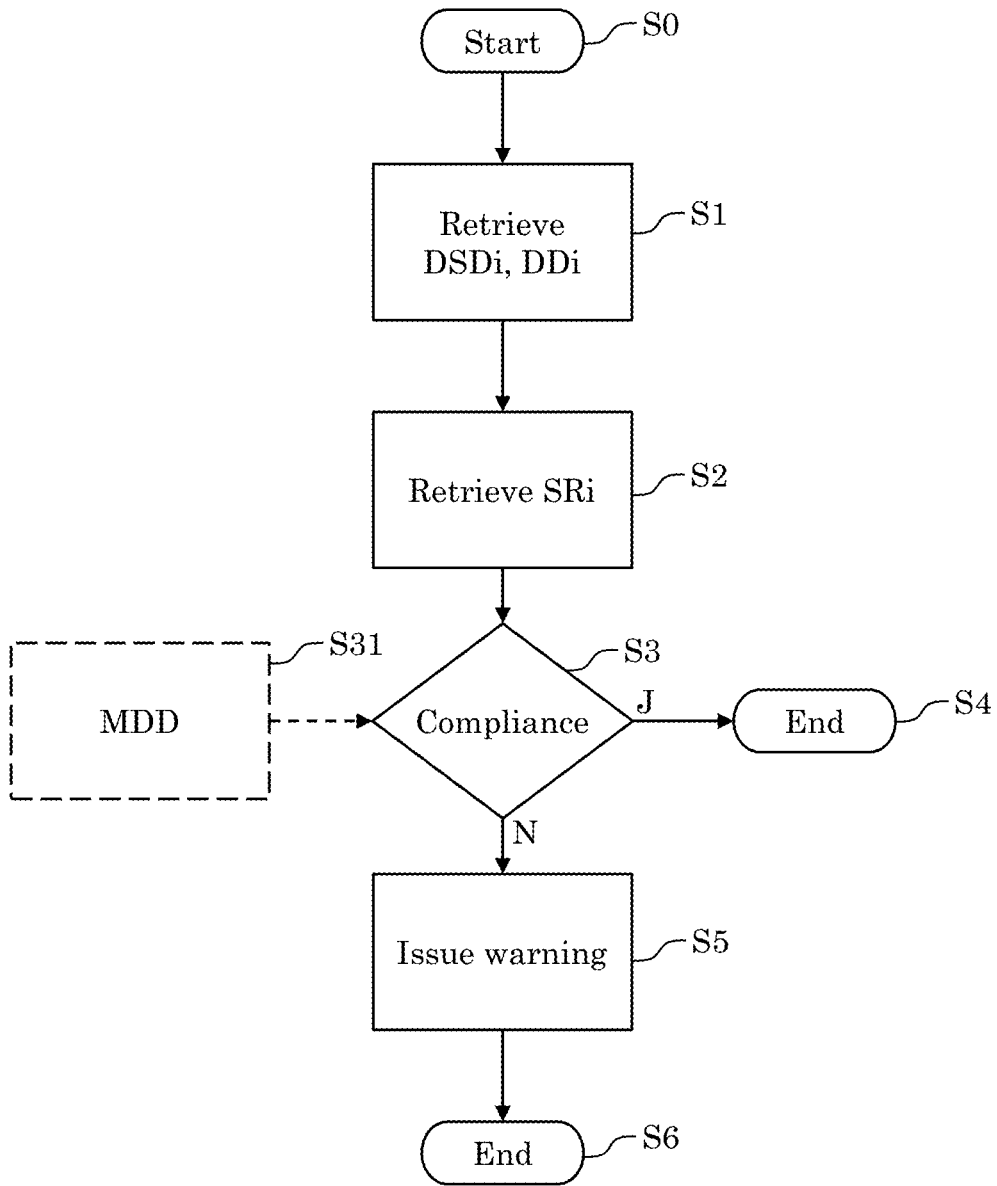 Start
S0
Retrieve
DSDi, DDi
S1
Retrieve SRi
S2
MDD
S31
Compliance
S3
J
End
S4
N
Issue warning
S5
End
S6